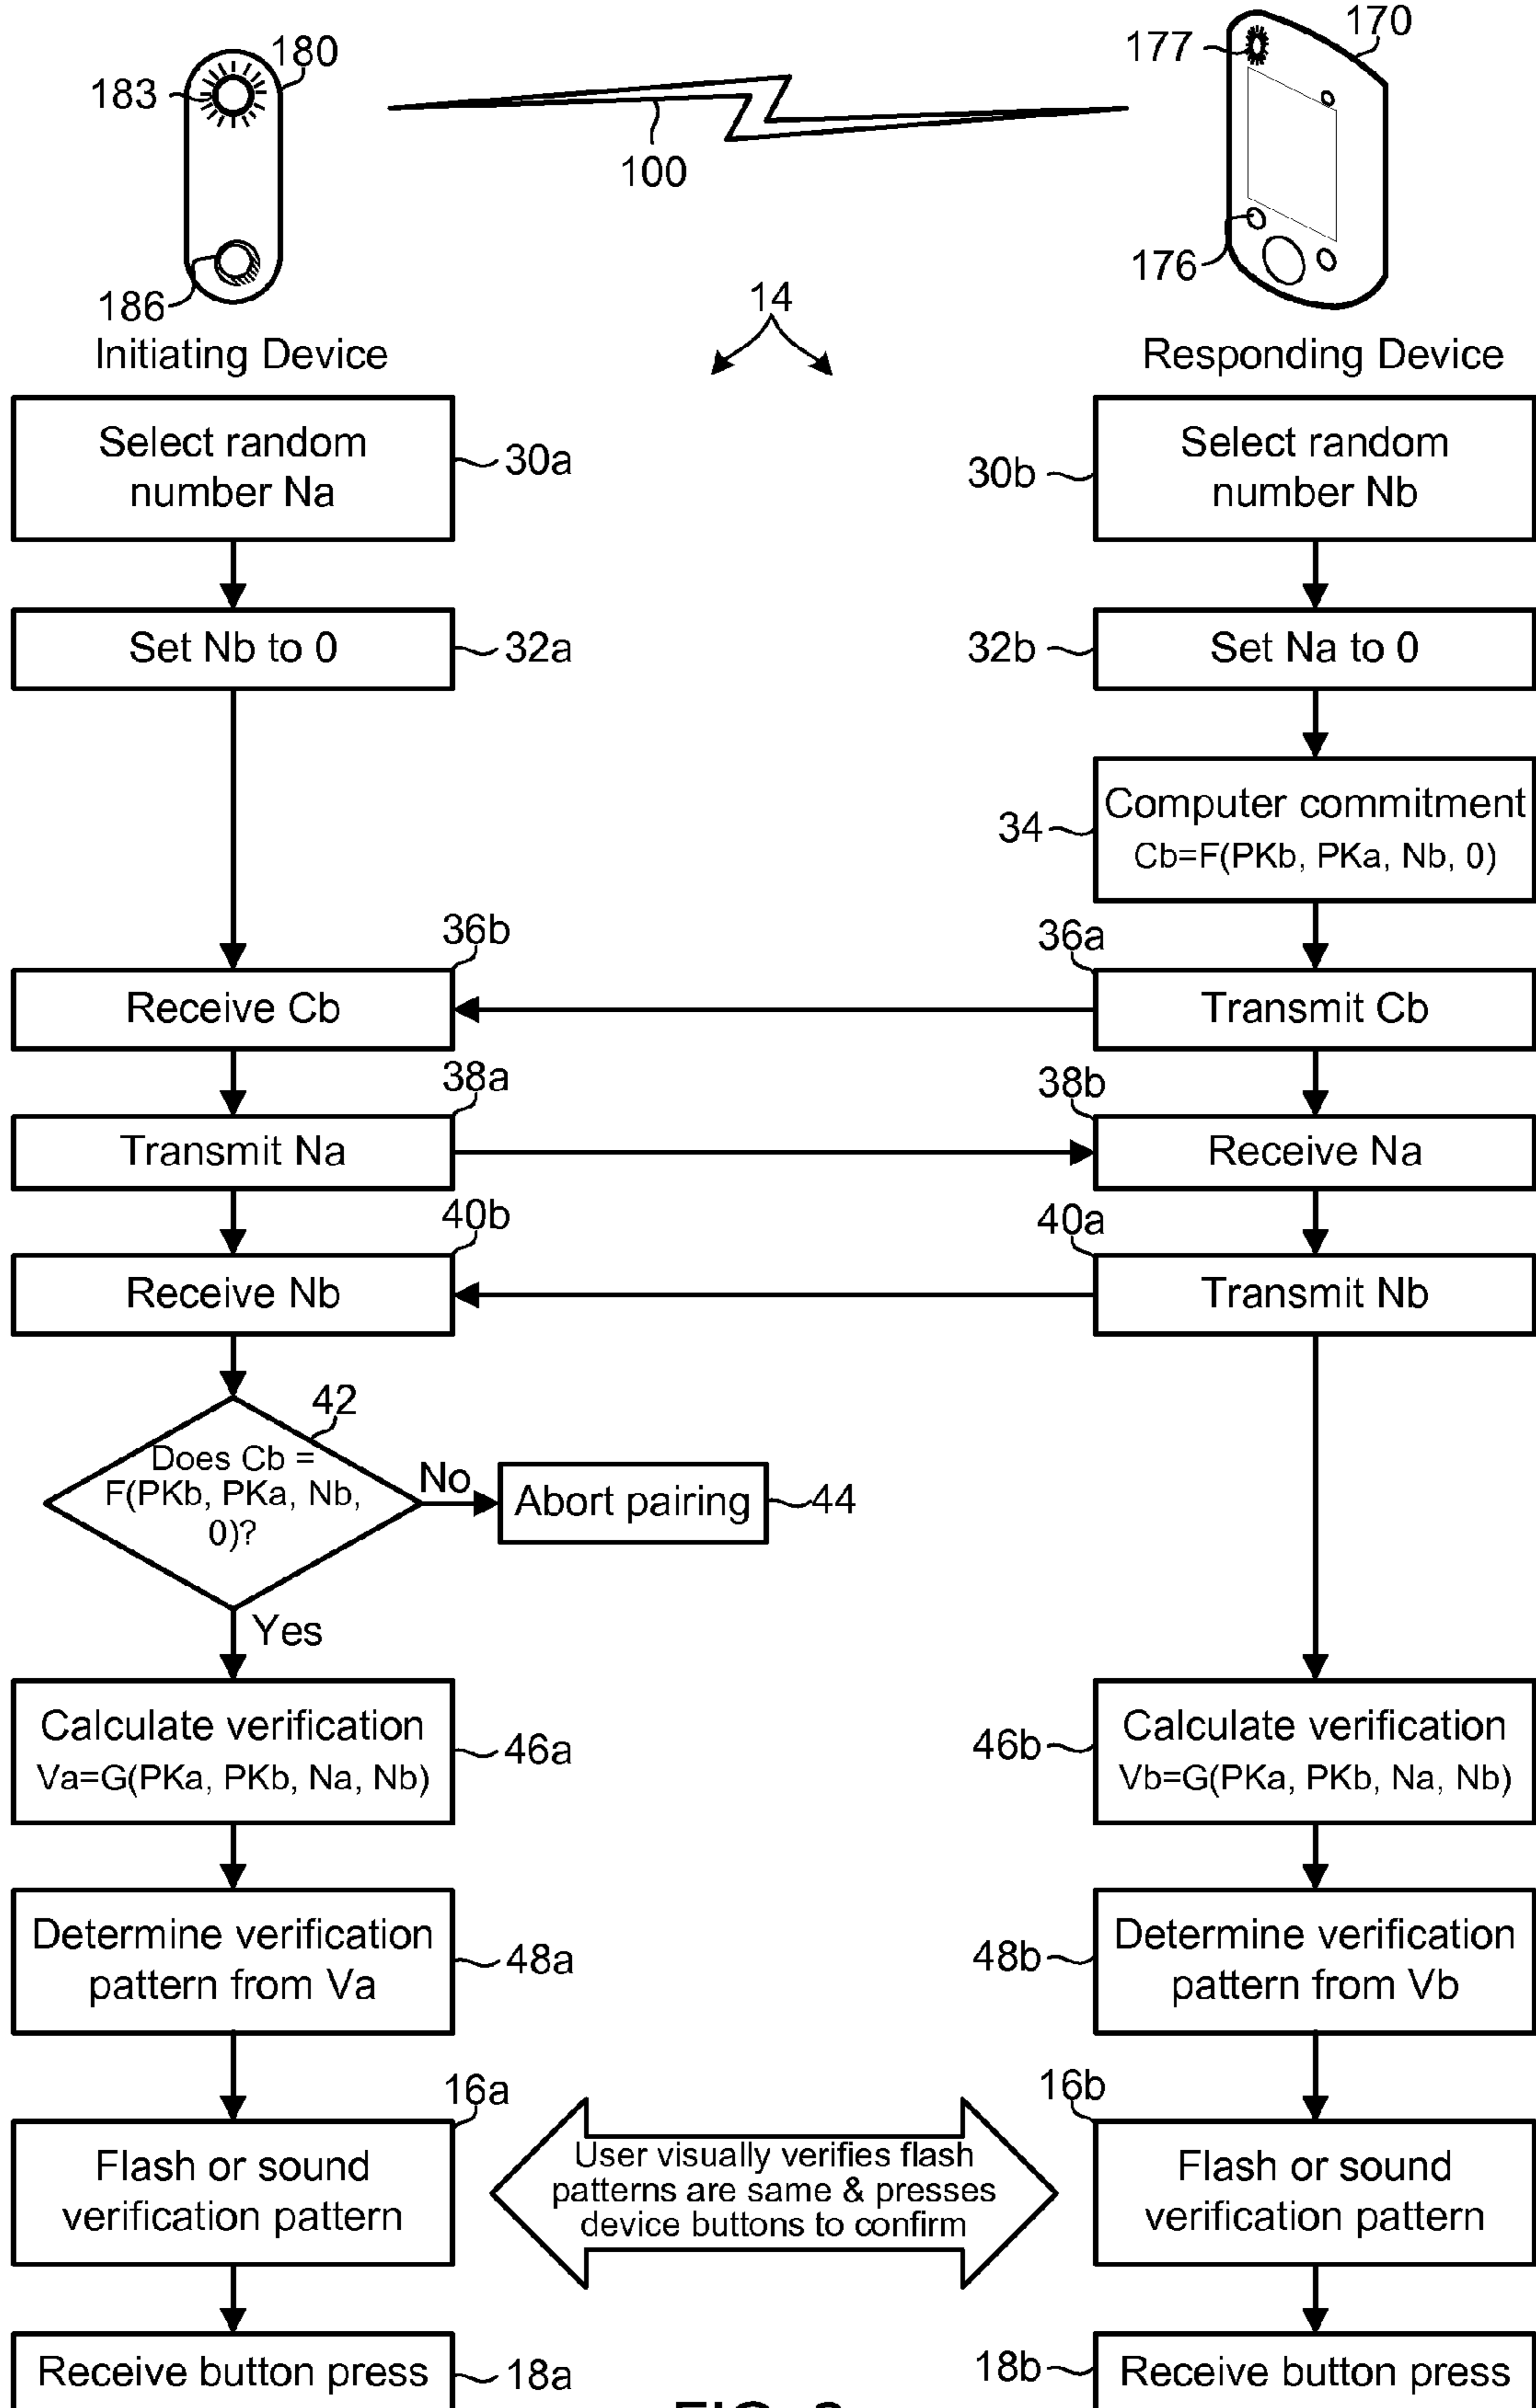 180
183
100
186
177
170
176
14
Initiating Device
Responding Device
Select random
number Na
30a
30b
Select random
number Nb
Set Nb to 0
32a
32b
Set Na to 0
34
Computer commitment
Cb=F(PKb, PKa, Nb, 0)
36b
36a
Receive Cb
Transmit Cb
38a
38b
Transmit Na
Receive Na
40b
40a
Receive Nb
Transmit Nb
42
Does Cb =
F(PKb, PKa, Nb,
0)?
No
Abort pairing
44
Yes
Calculate verification
Va=G(PKa, PKb, Na, Nb)
46a
46b
Calculate verification
Vb=G(PKa, PKb, Na, Nb)
Determine verification
pattern from Va
48a
48b
Determine verification
pattern from Vb
16a
16b
Flash or sound
verification pattern
User visually verifies flash
patterns are same & presses
device buttons to confirm
Flash or sound
verification pattern
Receive button press
18a
18b
Receive button press